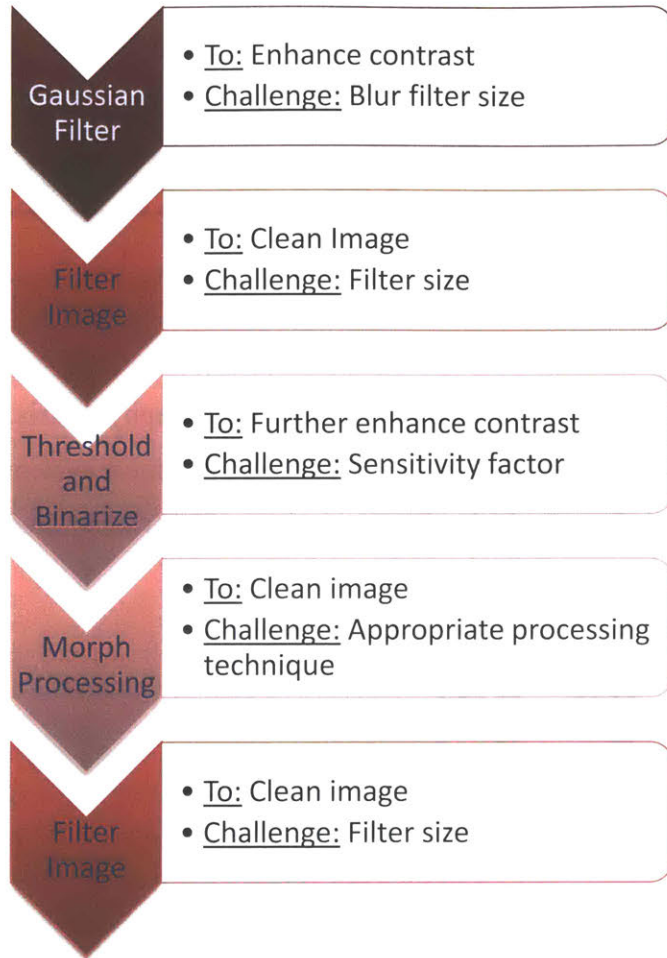 Gaussian
Filter
• To: Enhance contrast
• Challenge: Blur filter size
Filter
Image
• To: Clean Image
• Challenge: Filter size
Threshold
and
Binarize
• To: Further enhance contrast
• Challenge: Sensitivity factor
Morph
Processing
• To: Clean image
• Challenge: Appropriate processing
technique
Filter
Image
• To: Clean image
• Challenge: Filter size